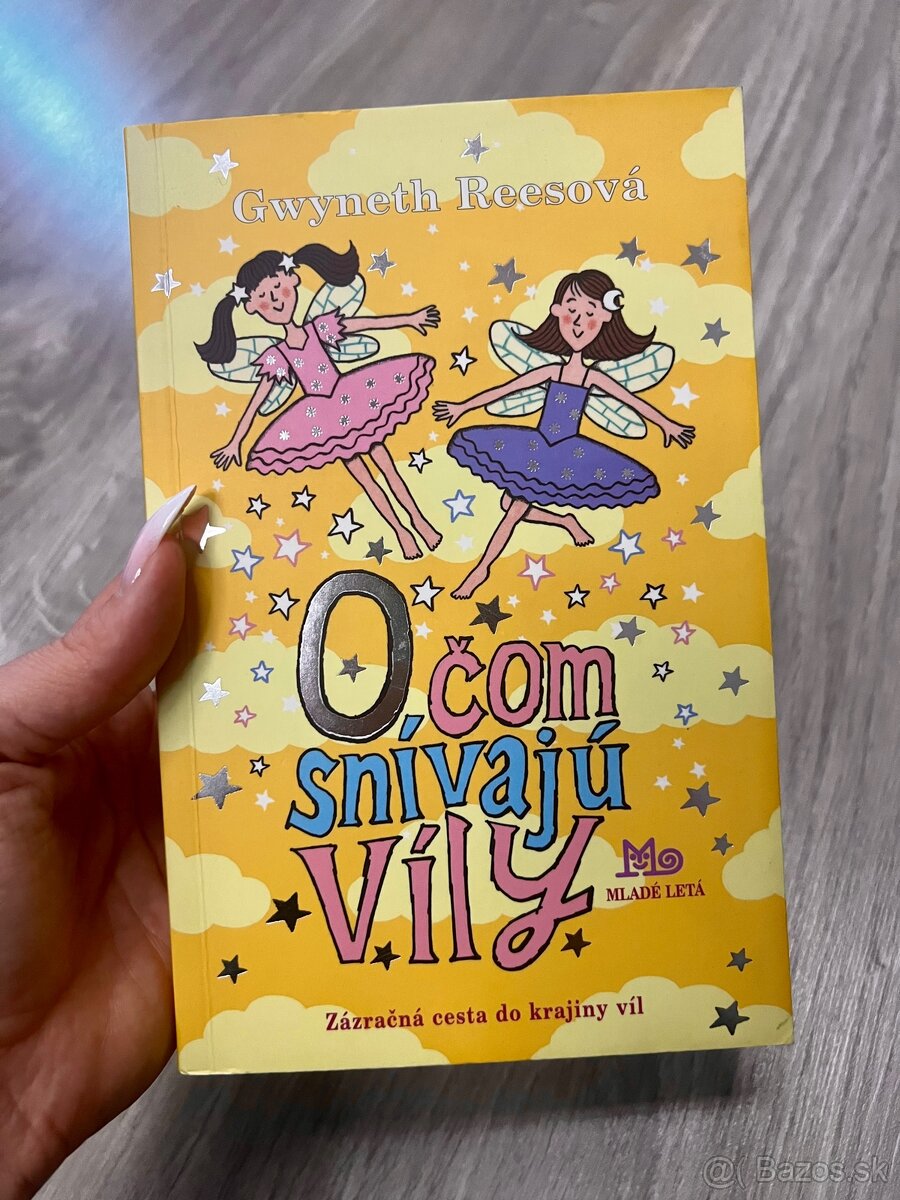 Gwyneth Reesová
O čom
snívajú
Víly
MLADÉ LETÁ
Zázračná cesta do krajiny víl
@( Bazos.sk